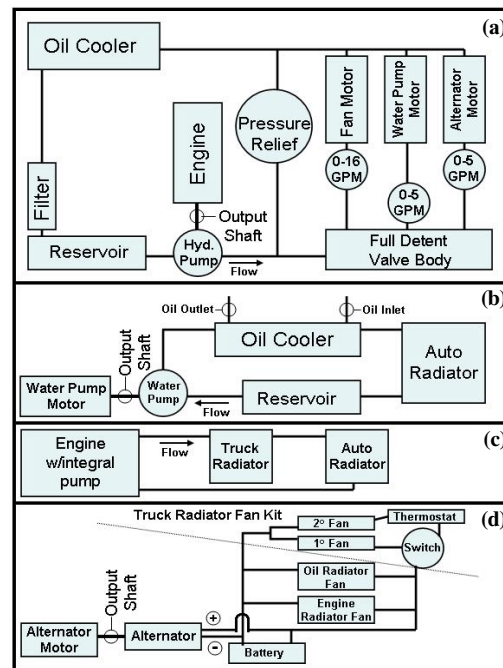 (a)
Oil Cooler
Fan Motor
Water Pump
Motor
Alternator
Motor
Pressure
Relief
Engine
0-16
GPM
0-5
GPM
0-5
GPM
Filter
Output
Shaft
Reservoir
Hyd.
Pump
Flow
Full Detent
Valve Body
(b)
Oil Outlet
Oil Inlet
Output
Shaft
Oil Cooler
Auto
Radiator
Water Pump
Motor
Water
Pump
Flow
Reservoir
(c)
Engine
w/integral
pump
Flow
Truck
Radiator
Auto
Radiator
(d)
Truck Radiator Fan Kit
2° Fan
Thermostat
1° Fan
Switch
Oil Radiator
Fan
Output
Shaft
Engine
Radiator Fan
+
Alternator
Motor
Alternator
-
Battery